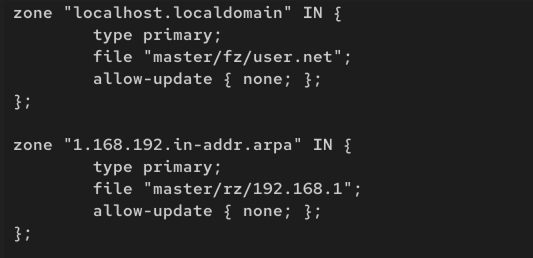 zone "localhost.localdomain" IN {
        type primary;
        file "master/fz/user.net";
        allow-update { none; };
};

zone "1.168.192.in-addr.arpa" IN {
        type primary;
        file "master/rz/192.168.1";
        allow-update { none; };
};